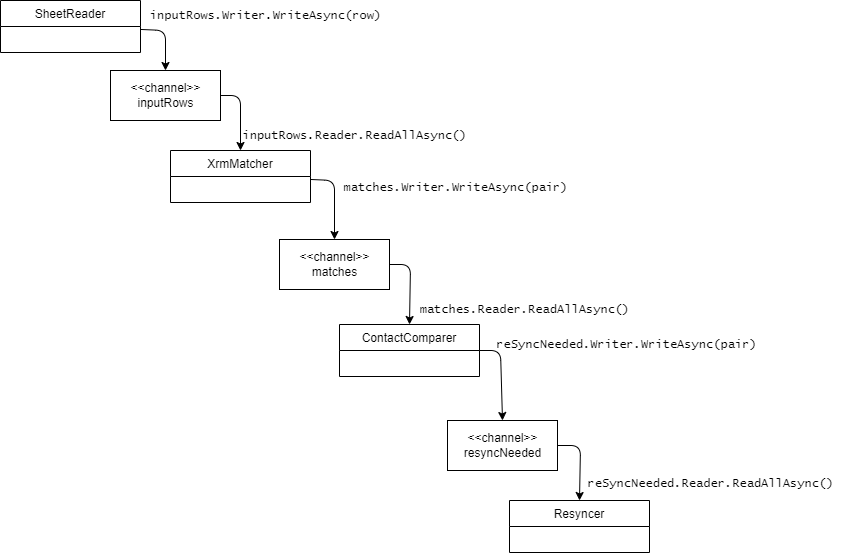 SheetReader
inputRows.Writer.WriteAsync(row)
<<channel>>
inputRows
inputRows.Reader.ReadAllAsync()
XrmMatcher
matches.Writer.WriteAsync(pair)
<<channel>>
matches
matches.Reader.ReadAllAsync()
ContactComparer
reSyncNeeded.Writer.WriteAsync(pair)
<<channel>>
resyncNeeded
reSyncNeeded.Reader.ReadAllAsync()
Resyncer